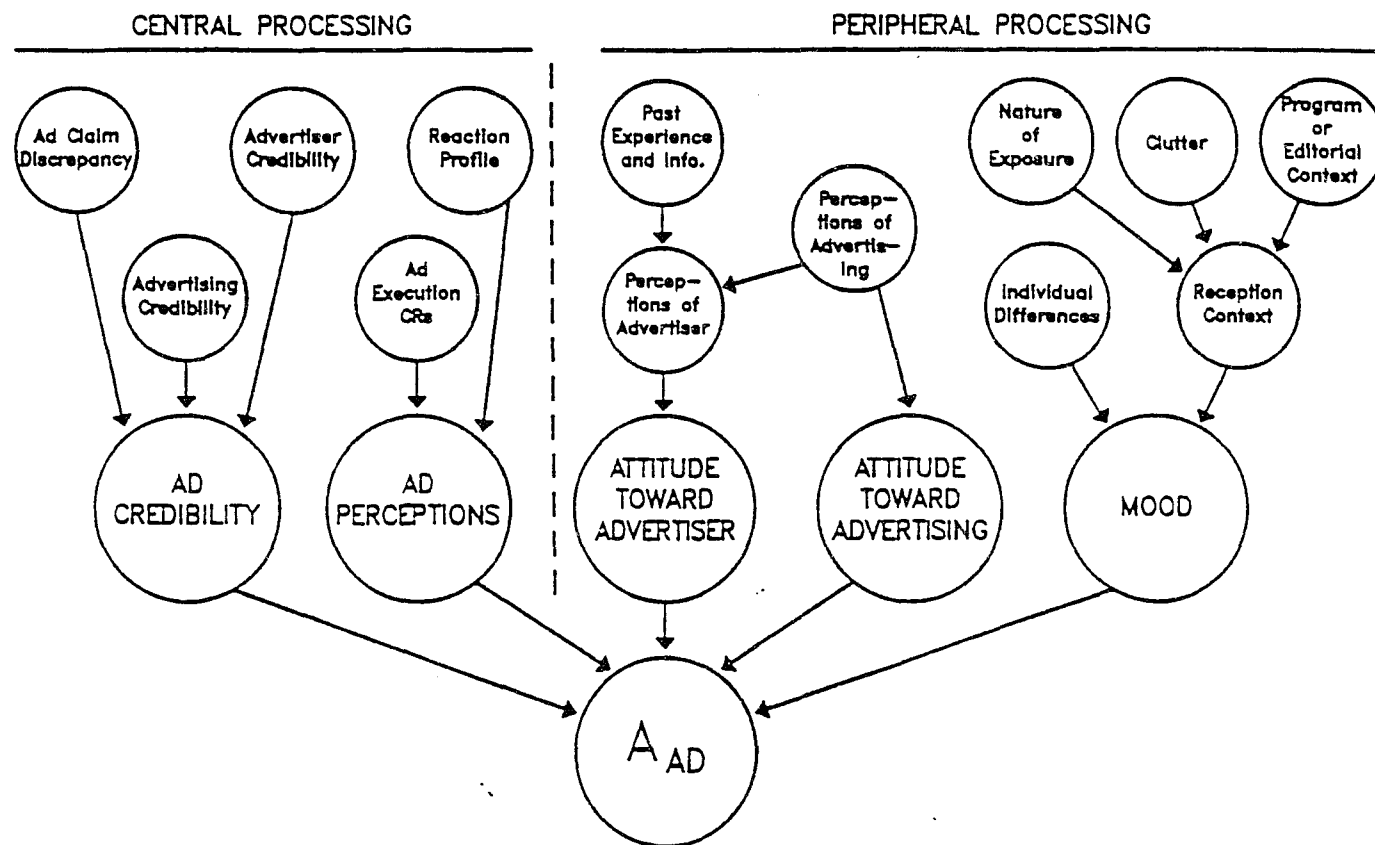 CENTRAL PROCESSING
PERIPHERAL PROCESSING
Ad Claim
Discrepancy
Advertiser
Credibility
Reaction
Profile
Past
Experience
and Info.
Nature
of
Exposure
Clutter
Program
or
Editorial
Context
Advertising
Credibility
Ad
Execution
CRs
Percep-
tions of
Advertiser
Percep-
tions of
Advertis-
ing
Individual
Differences
Reception
Context
AD
CREDIBILITY
AD
PERCEPTIONS
ATTITUDE
TOWARD
ADVERTISER
ATTITUDE
TOWARD
ADVERTISING
MOOD
A AD